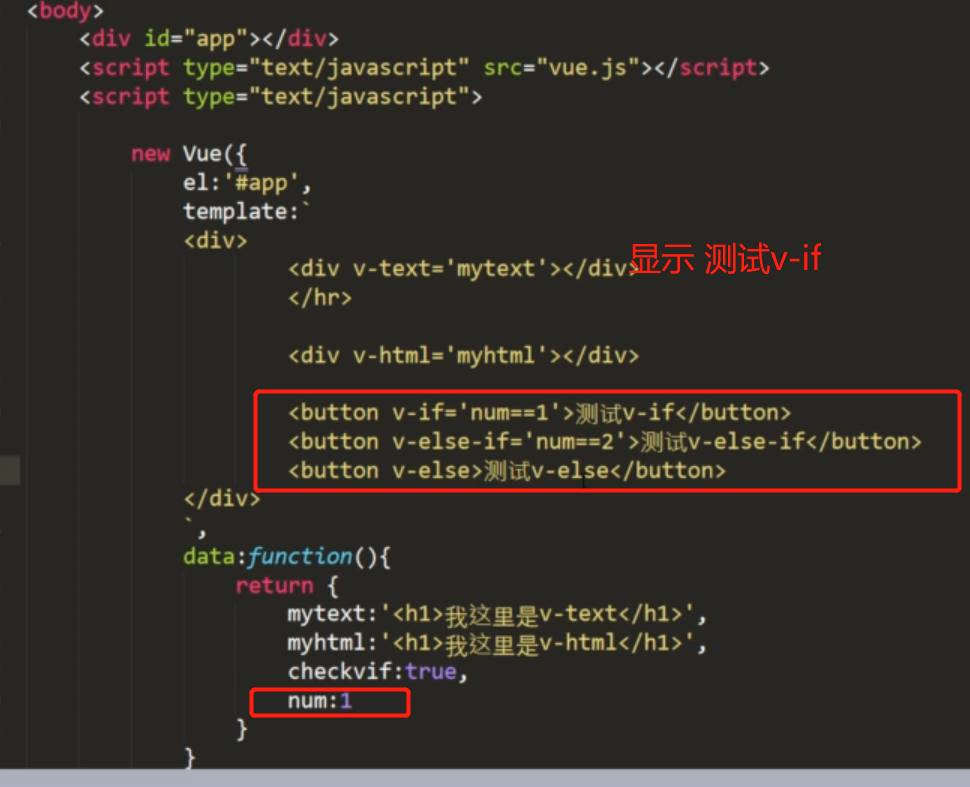 <body>
<div id="app"></div>
<script type="text/javascript" src="vue.js"></script>
<script type="text/javascript">
new Vue({
el:'#app',
template:`
<div>
<div v-text='mytext'></div>
显示 测试v-if
</hr>
<div v-html='myhtml'></div>
<button v-if='num==1'>测试v-if</button>
<button v-else-if='num==2'>测试v-else-if</button>
<button v-else>测试v-else</button>
</div>
`,
data:function(){
return {
mytext:'<h1>我这里是v-text</h1>',
myhtml:'<h1>我这里是v-html</h1>',
checkvif:true,
num:1
}
}